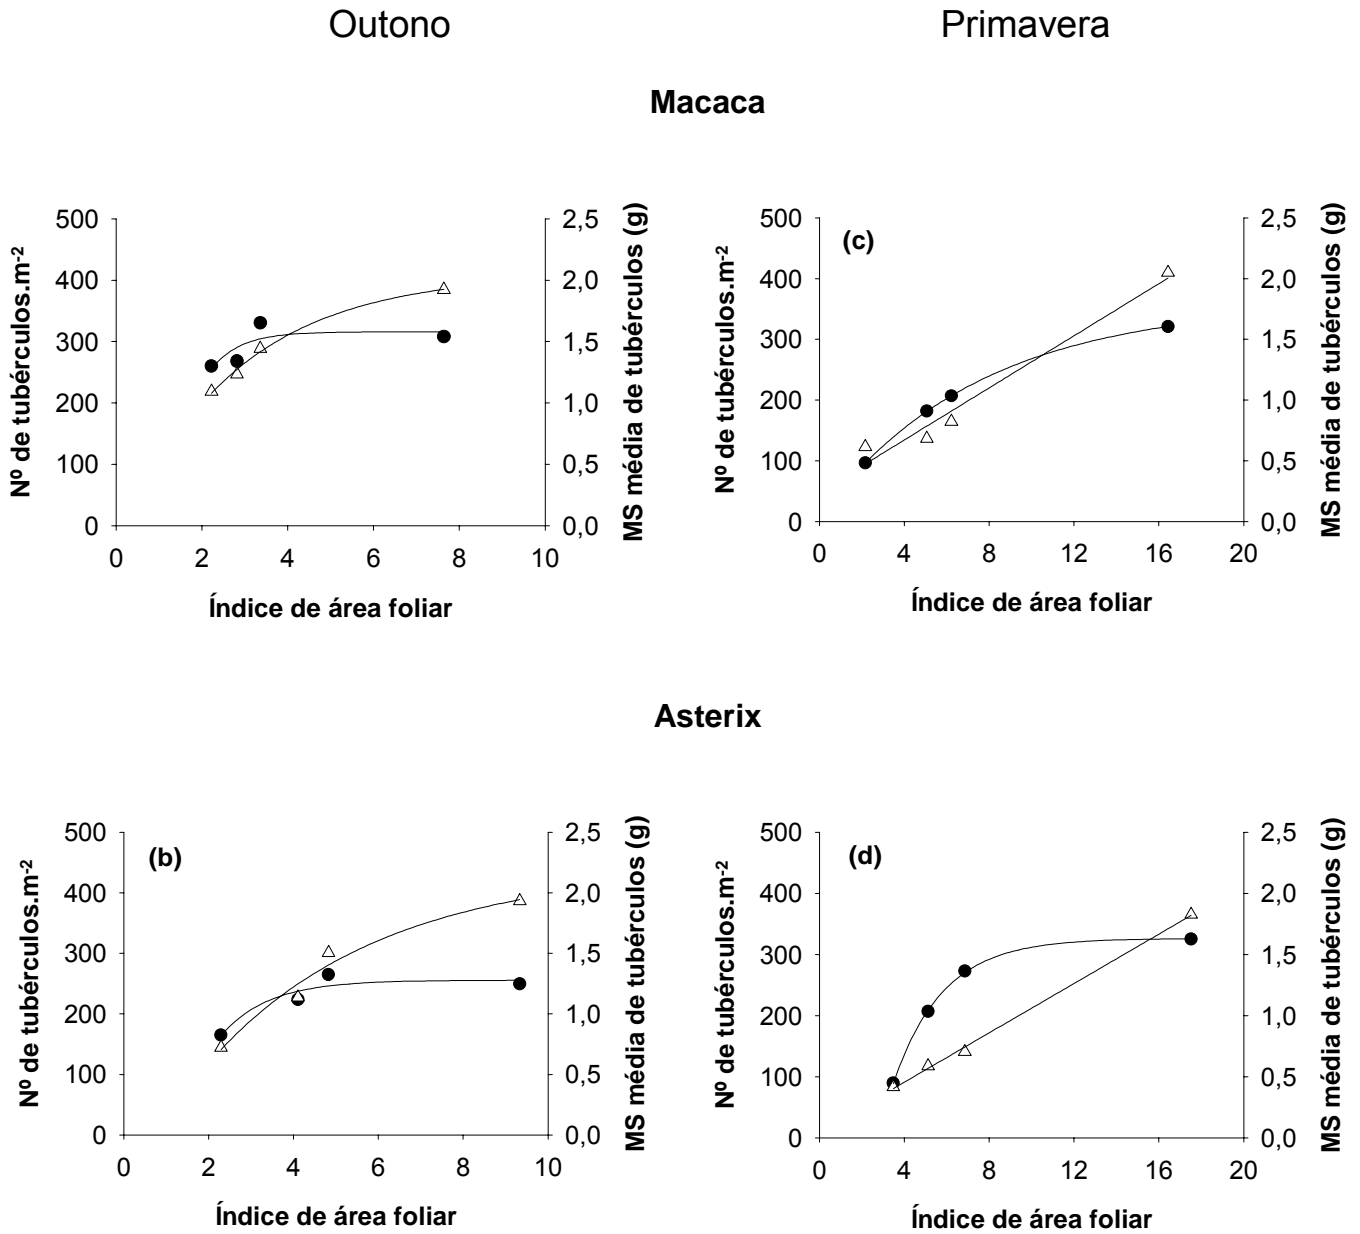 Outono
Primavera
Macaca
500
400
300
200
100
0
Nº de tubérculos.m-2
2,5
2,0
1,5
1,0
0,5
0,0
MS média de tubérculos (g)
0 2 4 6 8 10
Índice de área foliar
(c)
500
400
300
200
100
0
Nº de tubérculos.m-2
2,5
2,0
1,5
1,0
0,5
0,0
MS média de tubérculos (g)
0 4 8 12 16 20
Índice de área foliar
Asterix
(b)
500
400
300
200
100
0
Nº de tubérculos.m-2
2,5
2,0
1,5
1,0
0,5
0,0
MS média de tubérculos (g)
0 2 4 6 8 10
Índice de área foliar
(d)
500
400
300
200
100
0
Nº de tubérculos.m-2
2,5
2,0
1,5
1,0
0,5
0,0
MS média de tubérculos (g)
0 4 8 12 16 20
Índice de área foliar